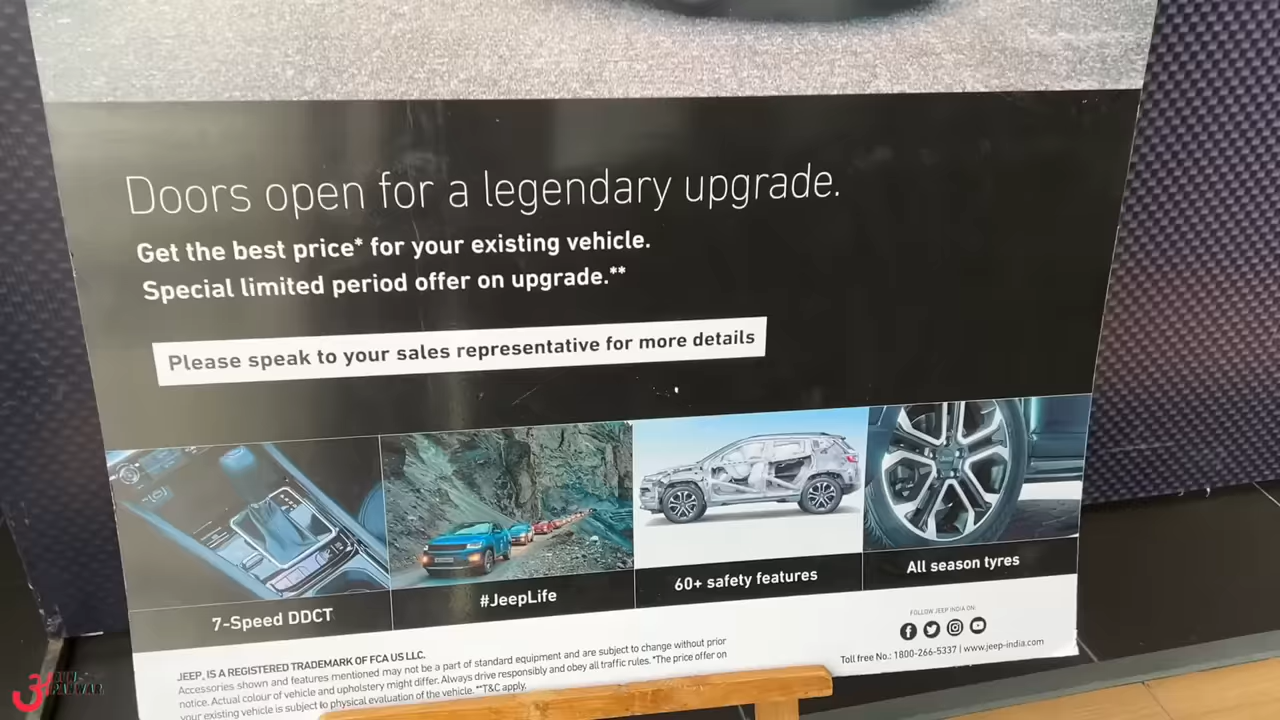 Doors open for a legendary upgrade.
Get the best price* for your existing vehicle.
Special limited period offer on upgrade.**
Please speak to your sales representative for more details
7-Speed DDCT
#JeepLife
60+ safety features
All season tyres
JEEP, IS A REGISTERED TRADEMARK OF FCA US LLC.
Accessories shown and features mentioned may not be a part of standard equipment and are subject to change without prior
notice. Actual colour of vehicle and upholstery might differ. Always drive responsibly and obey all traffic rules. *The price offer on
your existing vehicle is subject to physical evaluation of the vehicle. **T&C apply.
FOLLOW JEEP INDIA ON:
Toll free No.: 1800-266-5337 | www.jeep-india.com